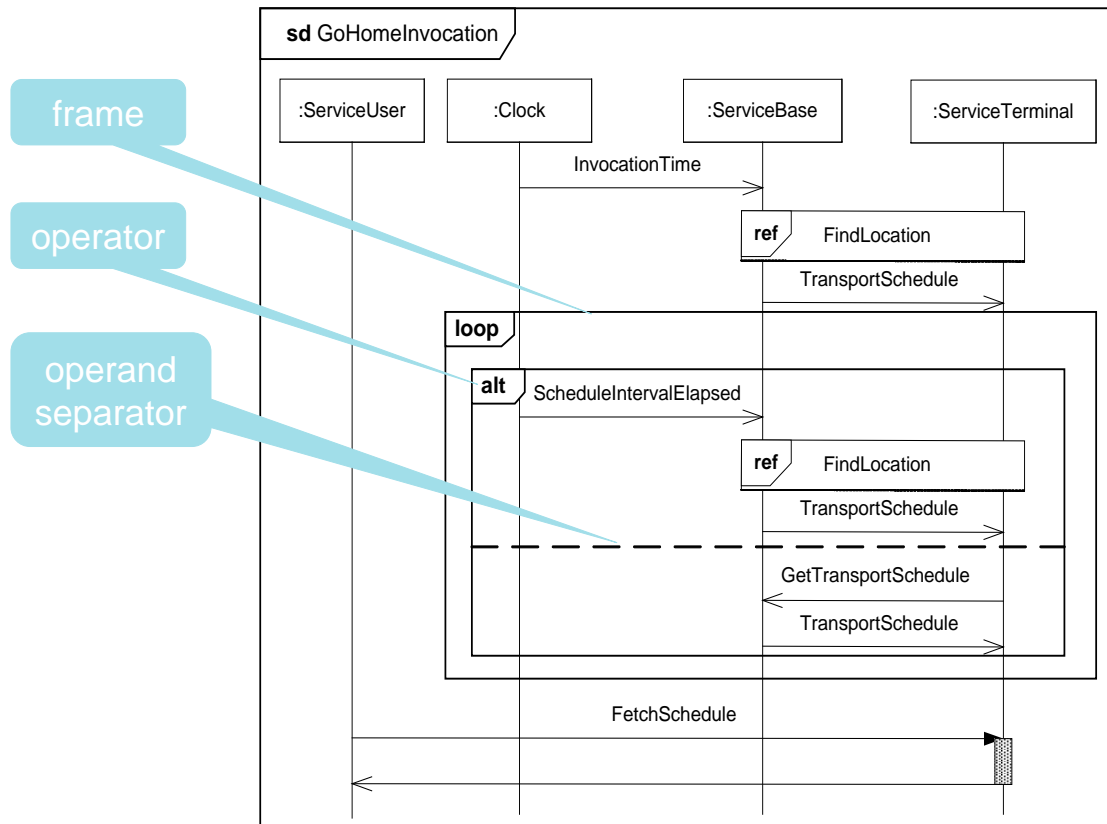 sd GoHomeInvocation
frame
:ServiceUser
:Clock
:ServiceBase
:ServiceTerminal
InvocationTime
operator
ref FindLocation
TransportSchedule
loop
operand
separator
alt
ScheduleIntervalElapsed
ref FindLocation
TransportSchedule
GetTransportSchedule
TransportSchedule
FetchSchedule